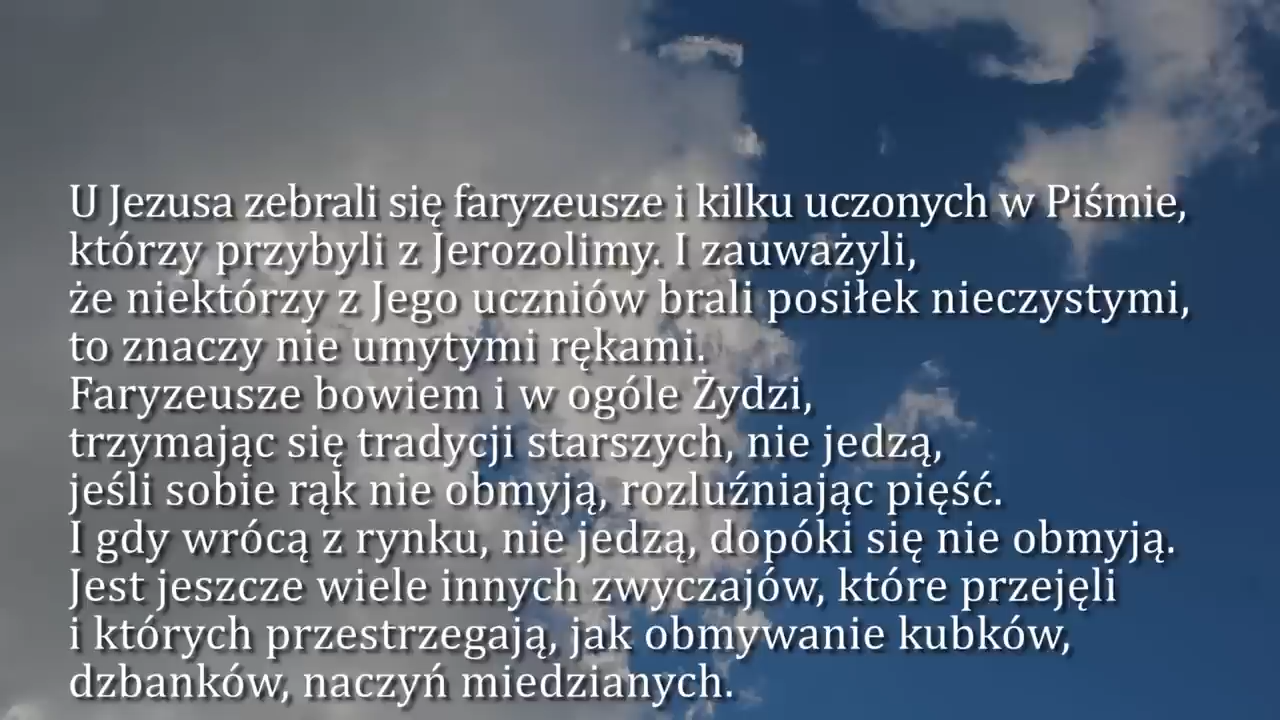 U Jezusa zebrali się faryzeusze i kilku uczonych w Piśmie,
którzy przybyli z Jerozolimy. I zauważyli,
że niektórzy z Jego uczniów brali posiłek nieczystymi,
to znaczy nie umytymi rękami.
Faryzeusze bowiem i w ogóle Żydzi,
trzymając się tradycji starszych, nie jedzą,
jeśli sobie rąk nie obmyją, rozluźniając pięść.
I gdy wrócą z rynku, nie jedzą, dopóki się nie obmyją.
Jest jeszcze wiele innych zwyczajów, które przejęli
i których przestrzegają, jak obmywanie kubków,
dzbanków, naczyń miedzianych.